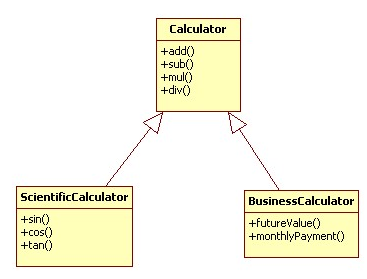 Calculator
+add()
+sub()
+mul()
+div()
ScientificCalculator
+sin()
+cos()
+tan()
BusinessCalculator
+futureValue()
+monthlyPayment()